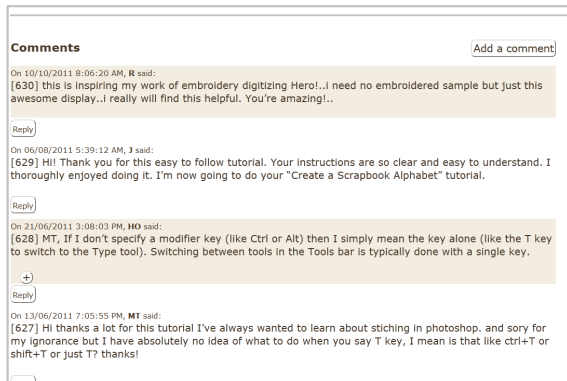 Comments
Add a comment
On 10/10/2011 8:06:20 AM, R said:
[630] this is inspiring my work of embroidery digitizing Hero!..i need no embroidered sample but just this
awesome display..i really will find this helpful. You're amazing!..
Reply
On 06/08/2011 5:39:12 AM, J said:
[629] Hi! Thank you for this easy to follow tutorial. Your instructions are so clear and easy to understand. I
thoroughly enjoyed doing it. I'm now going to do your “Create a Scrapbook Alphabet” tutorial.
Reply
On 21/06/2011 3:08:03 PM, HO said:
[628] MT, If I don't specify a modifier key (like Ctrl or Alt) then I simply mean the key alone (like the T key
to switch to the Type tool). Switching between tools in the Tools bar is typically done with a single key.
+
Reply
On 13/06/2011 7:05:55 PM, MT said:
[627] Hi thanks a lot for this tutorial I've always wanted to learn about stiching in photoshop. and sory for
my ignorance but I have absolutely no idea of what to do when you say T key, I mean is that like ctrl+T or
shift+T or just T? thanks!